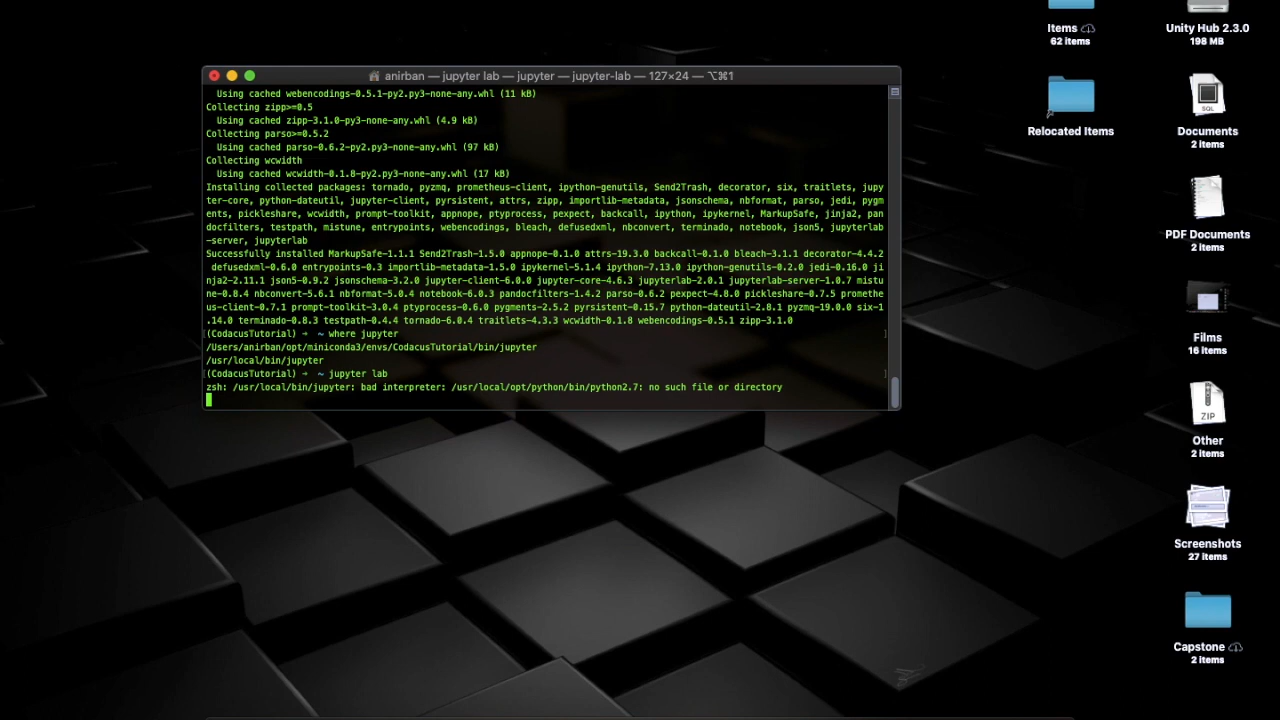 anirban — jupyter lab — jupyter — jupyter-lab — 127×24 — ⌥⌘1
Using cached webencodings-0.5.1-py2.py3-none-any.whl (11 kB)
Collecting zipp>=0.5
Using cached zipp-3.1.0-py3-none-any.whl (4.9 kB)
Collecting parso>=0.5.2
Using cached parso-0.6.2-py2.py3-none-any.whl (97 kB)
Collecting wcwidth
Using cached wcwidth-0.1.8-py2.py3-none-any.whl (17 kB)
Installing collected packages: tornado, pyzmq, prometheus-client, ipython-genutils, Send2Trash, decorator, six, traitlets, jupy
ter-core, python-dateutil, jupyter-client, pyrsistent, attrs, zipp, importlib-metadata, jsonschema, nbformat, parso, jedi, pygm
ents, pickleshare, wcwidth, prompt-toolkit, appnope, ptyprocess, pexpect, backcall, ipython, ipykernel, MarkupSafe, jinja2, pan
docfilters, testpath, mistune, entrypoints, webencodings, bleach, defusedxml, nbconvert, terminado, notebook, json5, jupyterlab
-server, jupyterlab
Successfully installed MarkupSafe-1.1.1 Send2Trash-1.5.0 appnope-0.1.0 attrs-19.3.0 backcall-0.1.0 bleach-3.1.1 decorator-4.4.2
defusedxml-0.6.0 entrypoints-0.3 importlib-metadata-1.5.0 ipykernel-5.1.4 ipython-7.13.0 ipython-genutils-0.2.0 jedi-0.16.0 ji
nja2-2.11.1 json5-0.9.2 jsonschema-3.2.0 jupyter-client-6.0.0 jupyter-core-4.6.3 jupyterlab-2.0.1 jupyterlab-server-1.0.7 mistu
ne-0.8.4 nbconvert-5.6.1 nbformat-5.0.4 notebook-6.0.3 pandocfilters-1.4.2 parso-0.6.2 pexpect-4.8.0 pickleshare-0.7.5 promethe
us-client-0.7.1 prompt-toolkit-3.0.4 ptyprocess-0.6.0 pygments-2.5.2 pyrsistent-0.15.7 python-dateutil-2.8.1 pyzmq-19.0.0 six-1
.14.0 terminado-0.8.3 testpath-0.4.4 tornado-6.0.4 traitlets-4.3.3 wcwidth-0.1.8 webencodings-0.5.1 zipp-3.1.0
(CodacusTutorial) → ~ where jupyter
/Users/anirban/opt/miniconda3/envs/CodacusTutorial/bin/jupyter
/usr/local/bin/jupyter
(CodacusTutorial) → ~ jupyter lab
zsh: /usr/local/bin/jupyter: bad interpreter: /usr/local/opt/python/bin/python2.7: no such file or directory
Items
62 items
Unity Hub 2.3.0
198 MB
Relocated Items
SQL
Documents
2 items
PDF Documents
2 items
Films
16 items
ZIP
Other
2 items
Screenshots
27 items
Capstone
2 items